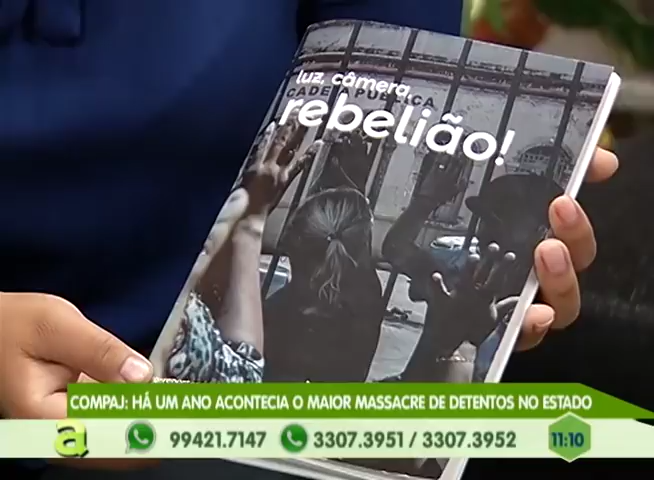 luz, câmera,
CADEIA PÚBLICA
rebelião!
COMPAJ: HÁ UM ANO ACONTECIA O MAIOR MASSACRE DE DETENTOS NO ESTADO
a
99421.7147
3307.3951 / 3307.3952
11:10